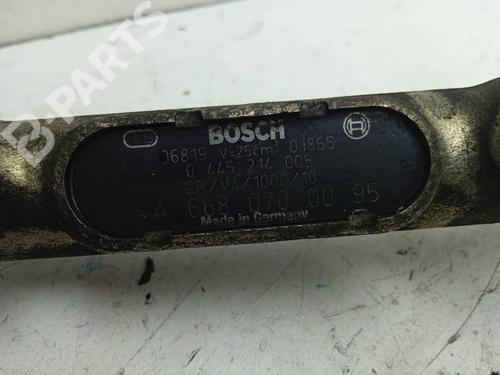 B-PARTS
BOSCH
06819 V=25cm³ 01865
0 445 214 005
CR/V4/1000/10
A 668 070 00 95
Made in Germany